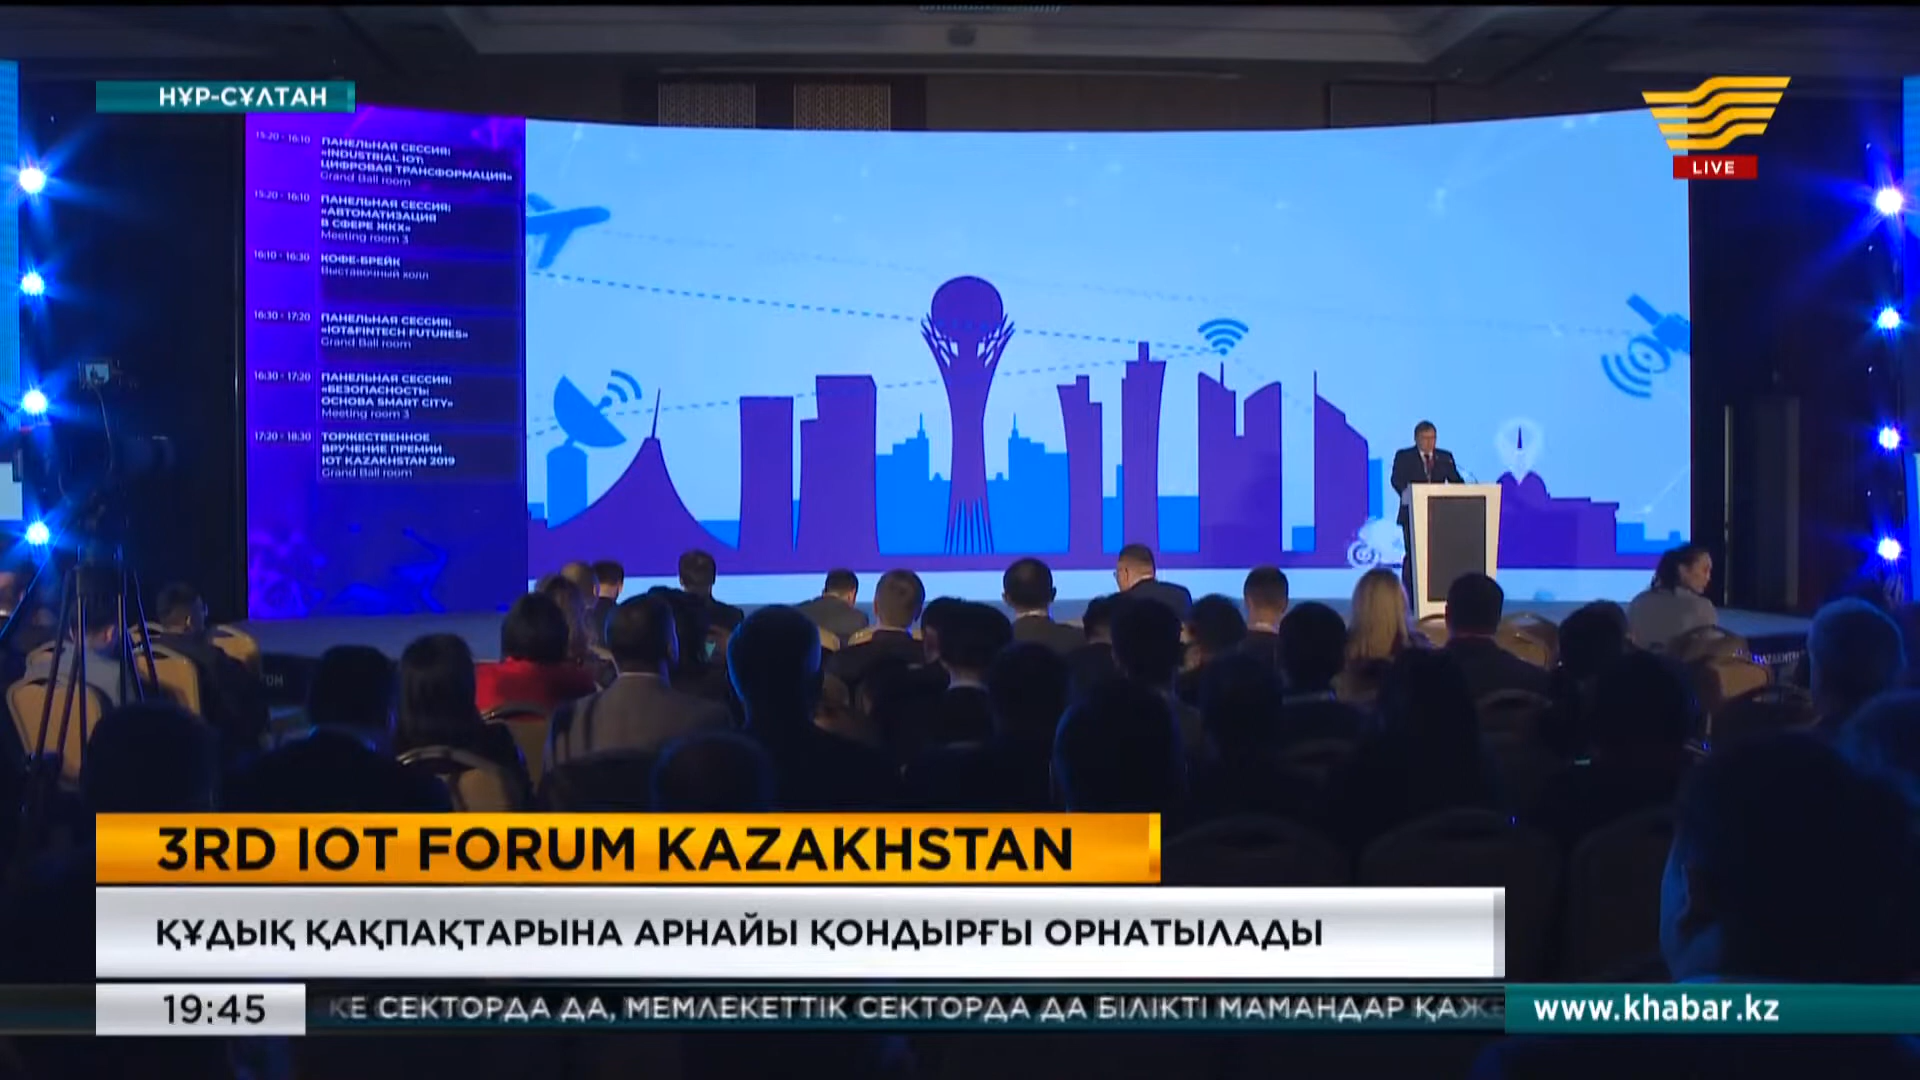 НҰР-СҰЛТАН
LIVE
15:20 - 16:10 ПАНЕЛЬНАЯ СЕССИЯ:
«INDUSTRIAL IOT:
ЦИФРОВАЯ ТРАНСФОРМАЦИЯ»
Grand Ball room
15:20 - 16:10 ПАНЕЛЬНАЯ СЕССИЯ:
«АВТОМАТИЗАЦИЯ
В СФЕРЕ ЖКХ»
Meeting room 3
16:10 - 16:30 КОФЕ-БРЕЙК
Выставочный холл
16:30 - 17:20 ПАНЕЛЬНАЯ СЕССИЯ:
«IOT&FINTECH FUTURES»
Grand Ball room
16:30 - 17:20 ПАНЕЛЬНАЯ СЕССИЯ:
«БЕЗОПАСНОСТЬ:
ОСНОВА SMART CITY»
Meeting room 3
17:20 - 18:30 ТОРЖЕСТВЕННОЕ
ВРУЧЕНИЕ ПРЕМИИ
IOT KAZAKHSTAN 2019
Grand Ball room
3RD IOT FORUM KAZAKHSTAN
ҚҰДЫҚ ҚАҚПАҚТАРЫНА АРНАЙЫ ҚОНДЫРҒЫ ОРНАТЫЛАДЫ
19:45
КЕ СЕКТОРДА ДА, МЕМЛЕКЕТТІК СЕКТОРДА ДА БІЛІКТІ МАМАНДАР ҚАЖЕ
www.khabar.kz